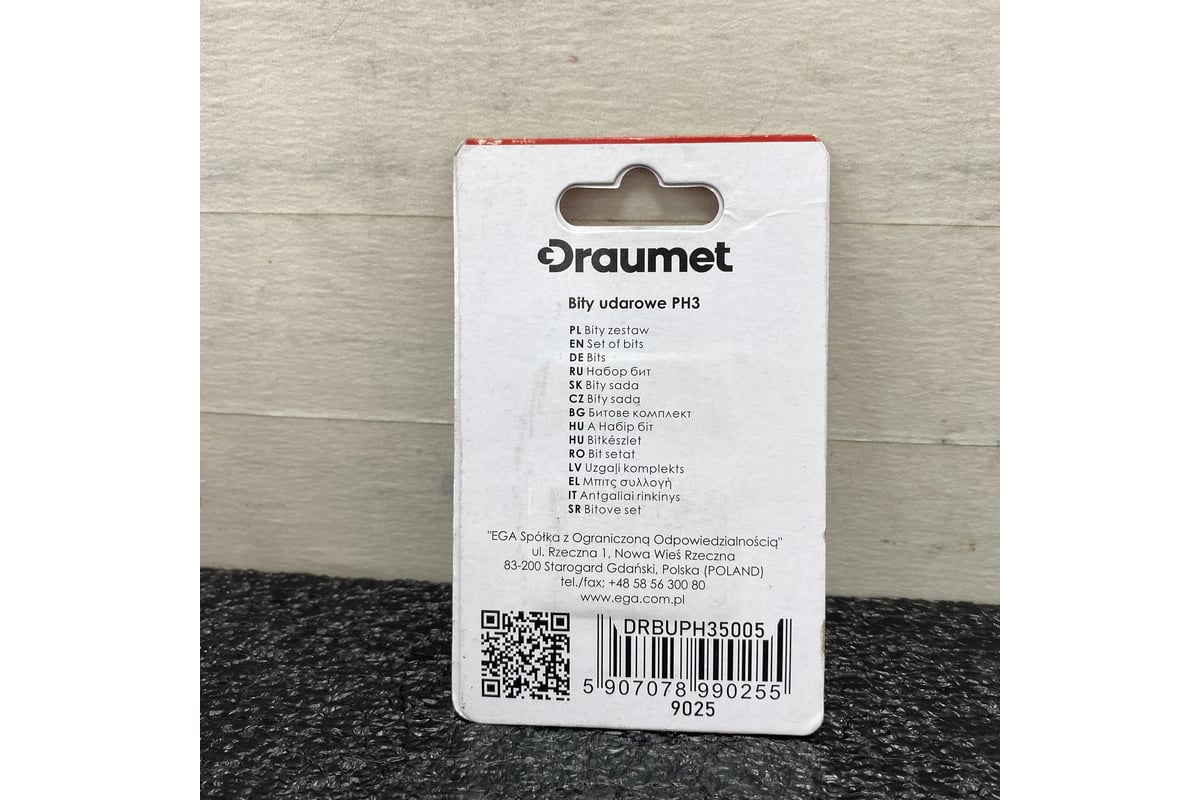 Draumet
Bity udarowe PH3
PL Bity zestaw
EN Set of bits
DE Bits
RU Набор бит
SK Bity sada
CZ Bity sada
BG Битове комплект
HU А Набір біт
HU Bitkészlet
RO Bit setat
LV Uzgaļi komplekts
EL Μπιτς συλλογή
IT Antgaliai rinkinys
SR Bitove set
"EGA Spółka z Ograniczoną Odpowiedzialnością"
ul. Rzeczna 1, Nowa Wieś Rzeczna
83-200 Starogard Gdański, Polska (POLAND)
tel./fax; +48 58 56 300 80
www.ega.com.pl
DRBUPH35005
5 907078 990255
9025